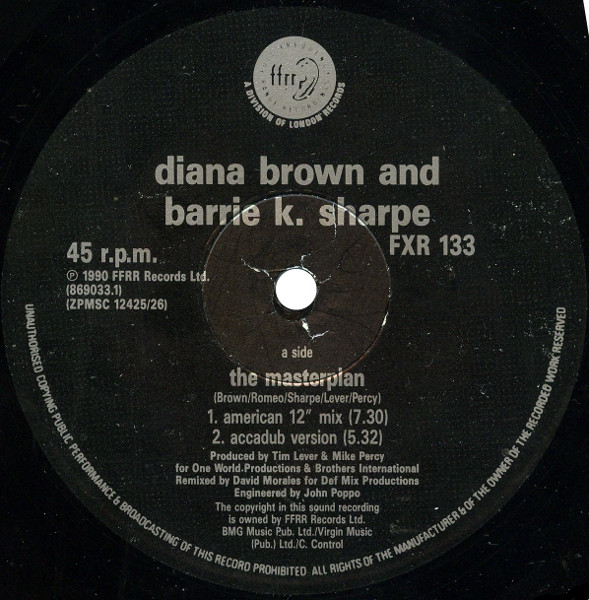 ffrr
A DIVISION OF LONDON RECORDS
diana brown and
barrie k. sharpe
FXR 133
45 r.p.m.
℗ 1990 FFRR Records Ltd.
(869033.1)
(ZPMSC 12425/26)
a side
the masterplan
(Brown/Romeo/Sharpe/Lever/Percy)
1. american 12" mix (7.30)
2. accadub version (5.32)
Produced by Tim Lever & Mike Percy
for One World-Productions & Brothers International
Remixed by David Morales for Def Mix Productions
Engineered by John Poppo
The copyright in this sound recording
is owned by FFRR Records Ltd.
BMG Music Pub. Ltd./Virgin Music
(Pub.) Ltd./C. Control
UNAUTHORISED COPYING PUBLIC PERFORMANCE & BROADCASTING OF THIS RECORD PROHIBITED ALL RIGHTS OF THE MANUFACTURER & OF THE OWNER OF THE RECORDED WORK RESERVED